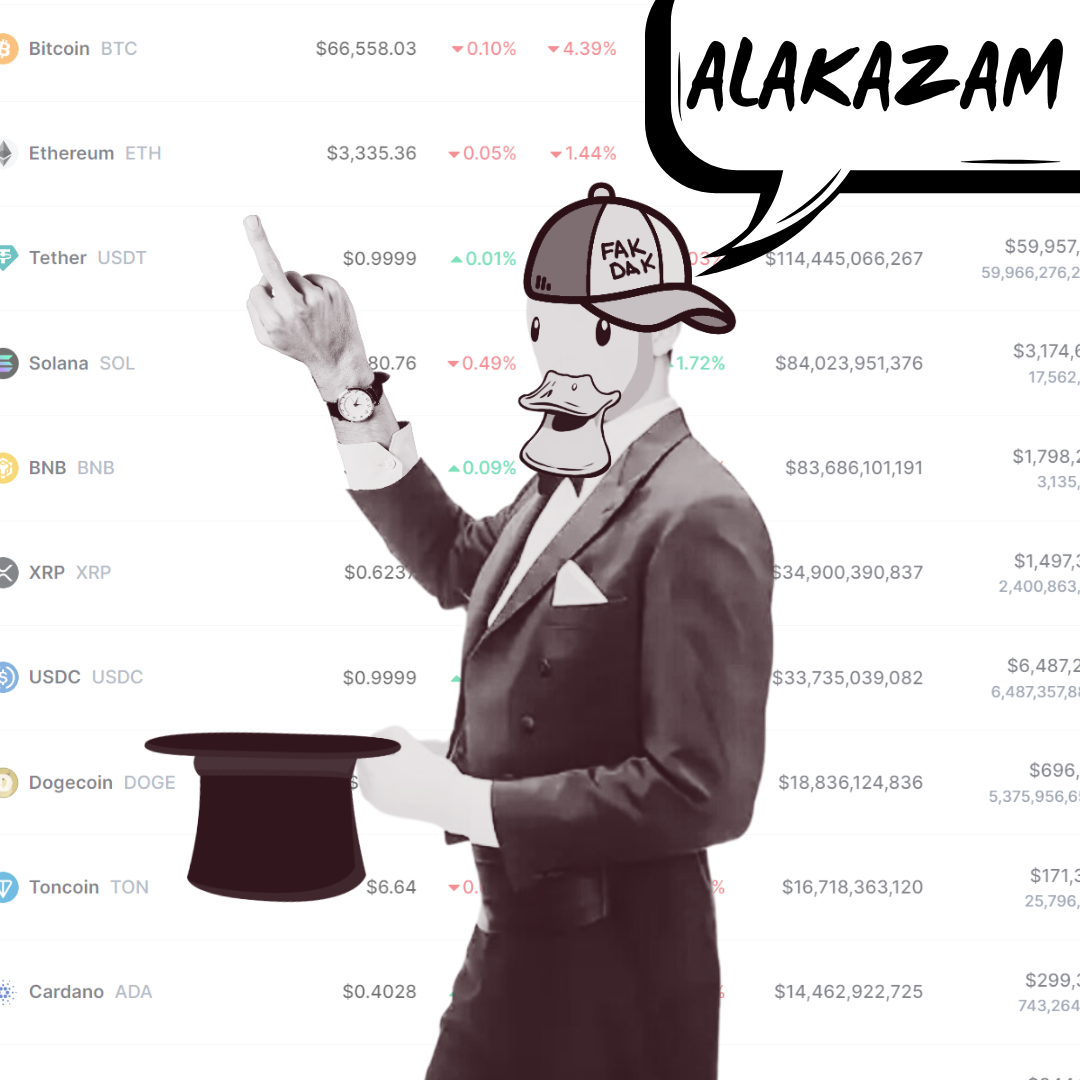 ALAKAZAM
FAK
DAK
Bitcoin BTC $66,558.03 0.10% 4.39%
Ethereum ETH $3,335.36 0.05% 1.44%
Tether USDT $0.9999 0.01% $114,445,066,267 $59,957,
59,966,276,2
Solana SOL 80.76 0.49% 1.72% $84,023,951,376 $3,174,6
17,562,
BNB BNB 0.09% $83,686,101,191 $1,798,2
3,135,
XRP XRP $0.6237 $34,900,390,837 $1,497,3
2,400,863,
USDC USDC $0.9999 $33,735,039,082 $6,487,2
6,487,357,88
Dogecoin DOGE $ $18,836,124,836 $696,
5,375,956,65
Toncoin TON $6.64 0. % $16,718,363,120 $171,3
25,796,
Cardano ADA $0.4028 % $14,462,922,725 $299,3
743,264